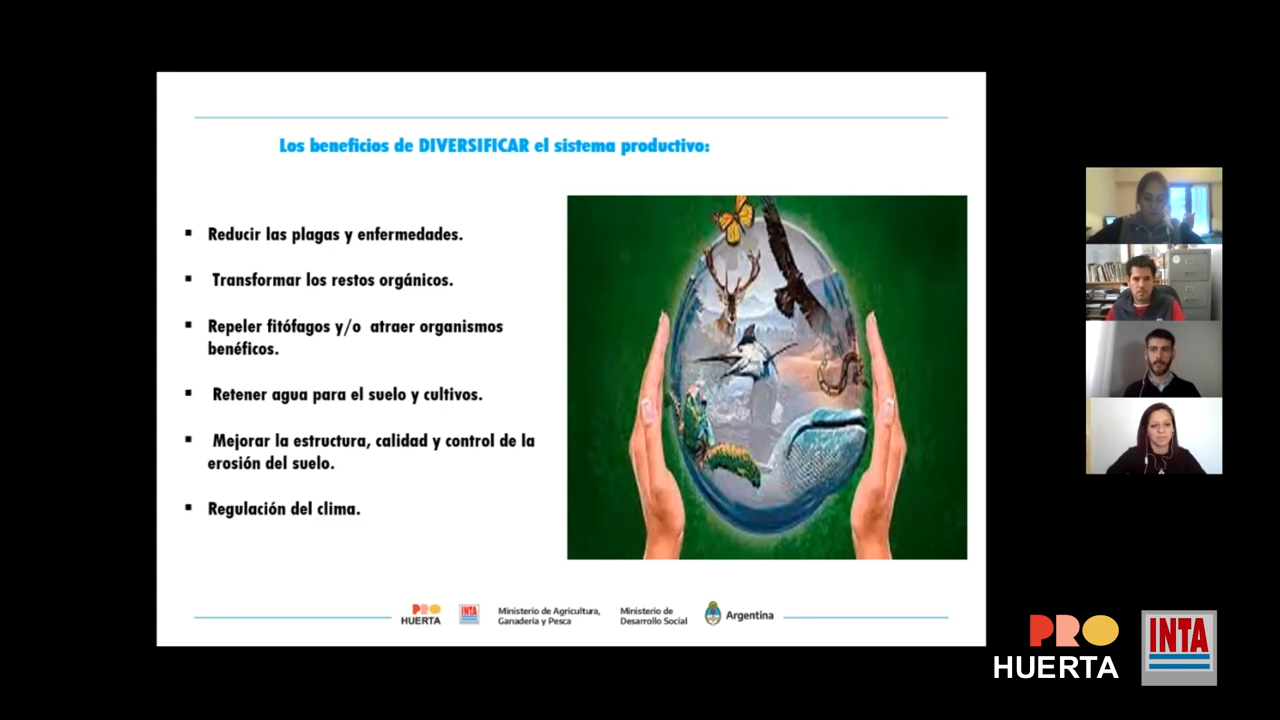 Los beneficios de DIVERSIFICAR el sistema productivo:
▪ Reducir las plagas y enfermedades.
▪ Transformar los restos orgánicos.
▪ Repeler fitófagos y/o atraer organismos
benéficos.
▪ Retener agua para el suelo y cultivos.
▪ Mejorar la estructura, calidad y control de la
erosión del suelo.
▪ Regulación del clima.
PRO
HUERTA
INTA
Ministerio de Agricultura,
Ganadería y Pesca
Ministerio de
Desarrollo Social
Argentina
PRO
HUERTA
INTA